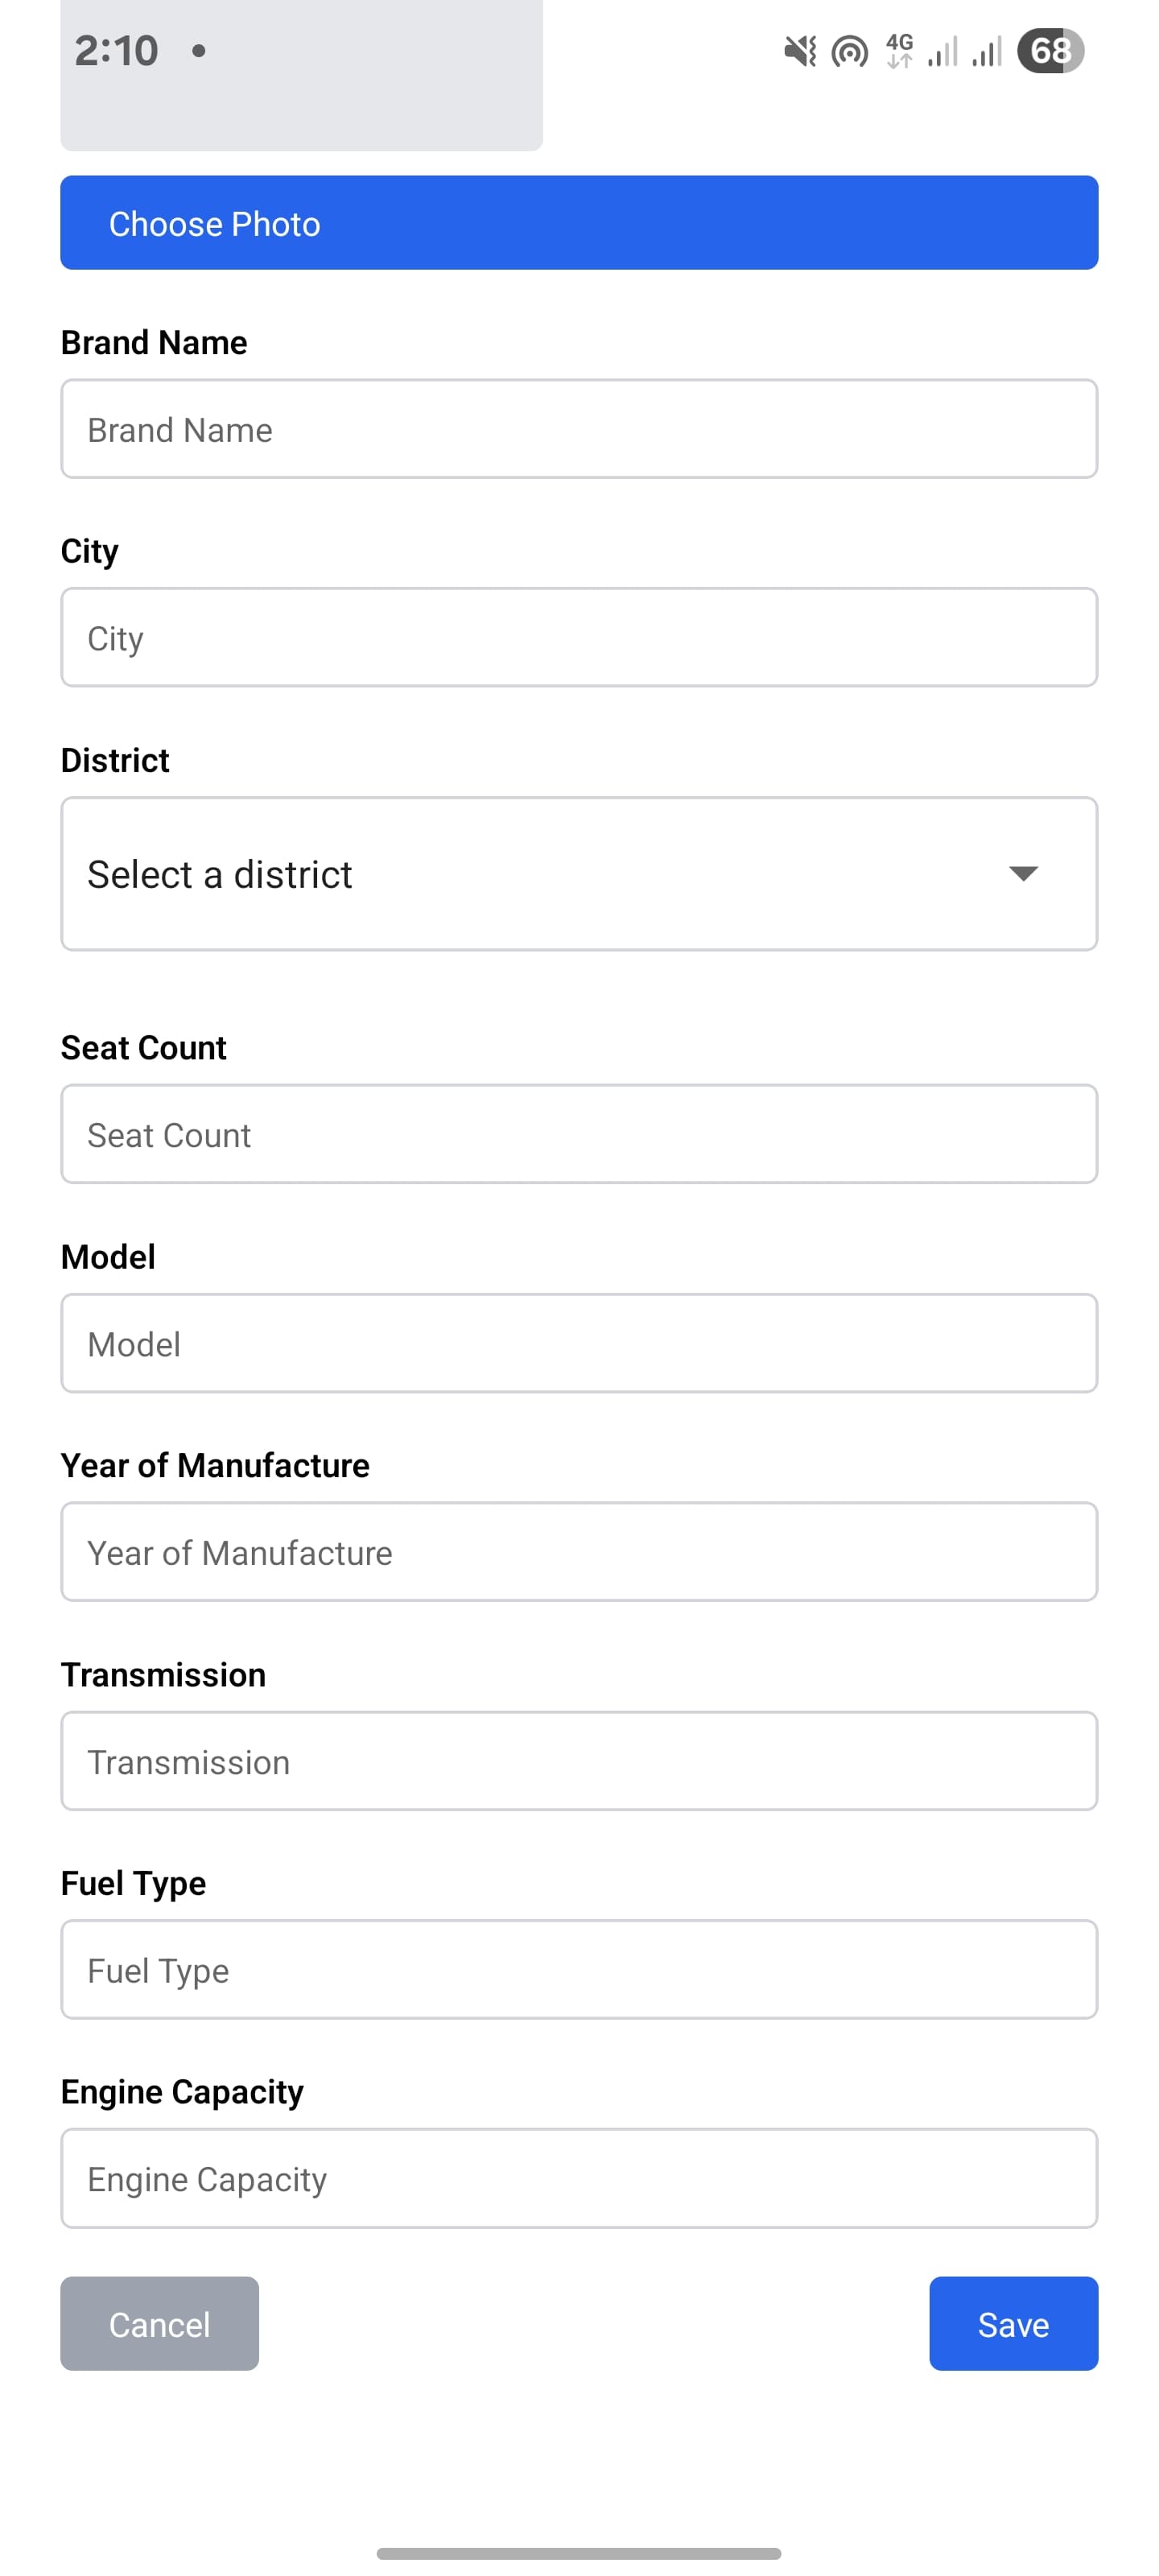 2:10
4G
68
Choose Photo
Brand Name
Brand Name
City
City
District
Select a district
Seat Count
Seat Count
Model
Model
Year of Manufacture
Year of Manufacture
Transmission
Transmission
Fuel Type
Fuel Type
Engine Capacity
Engine Capacity
Cancel
Save